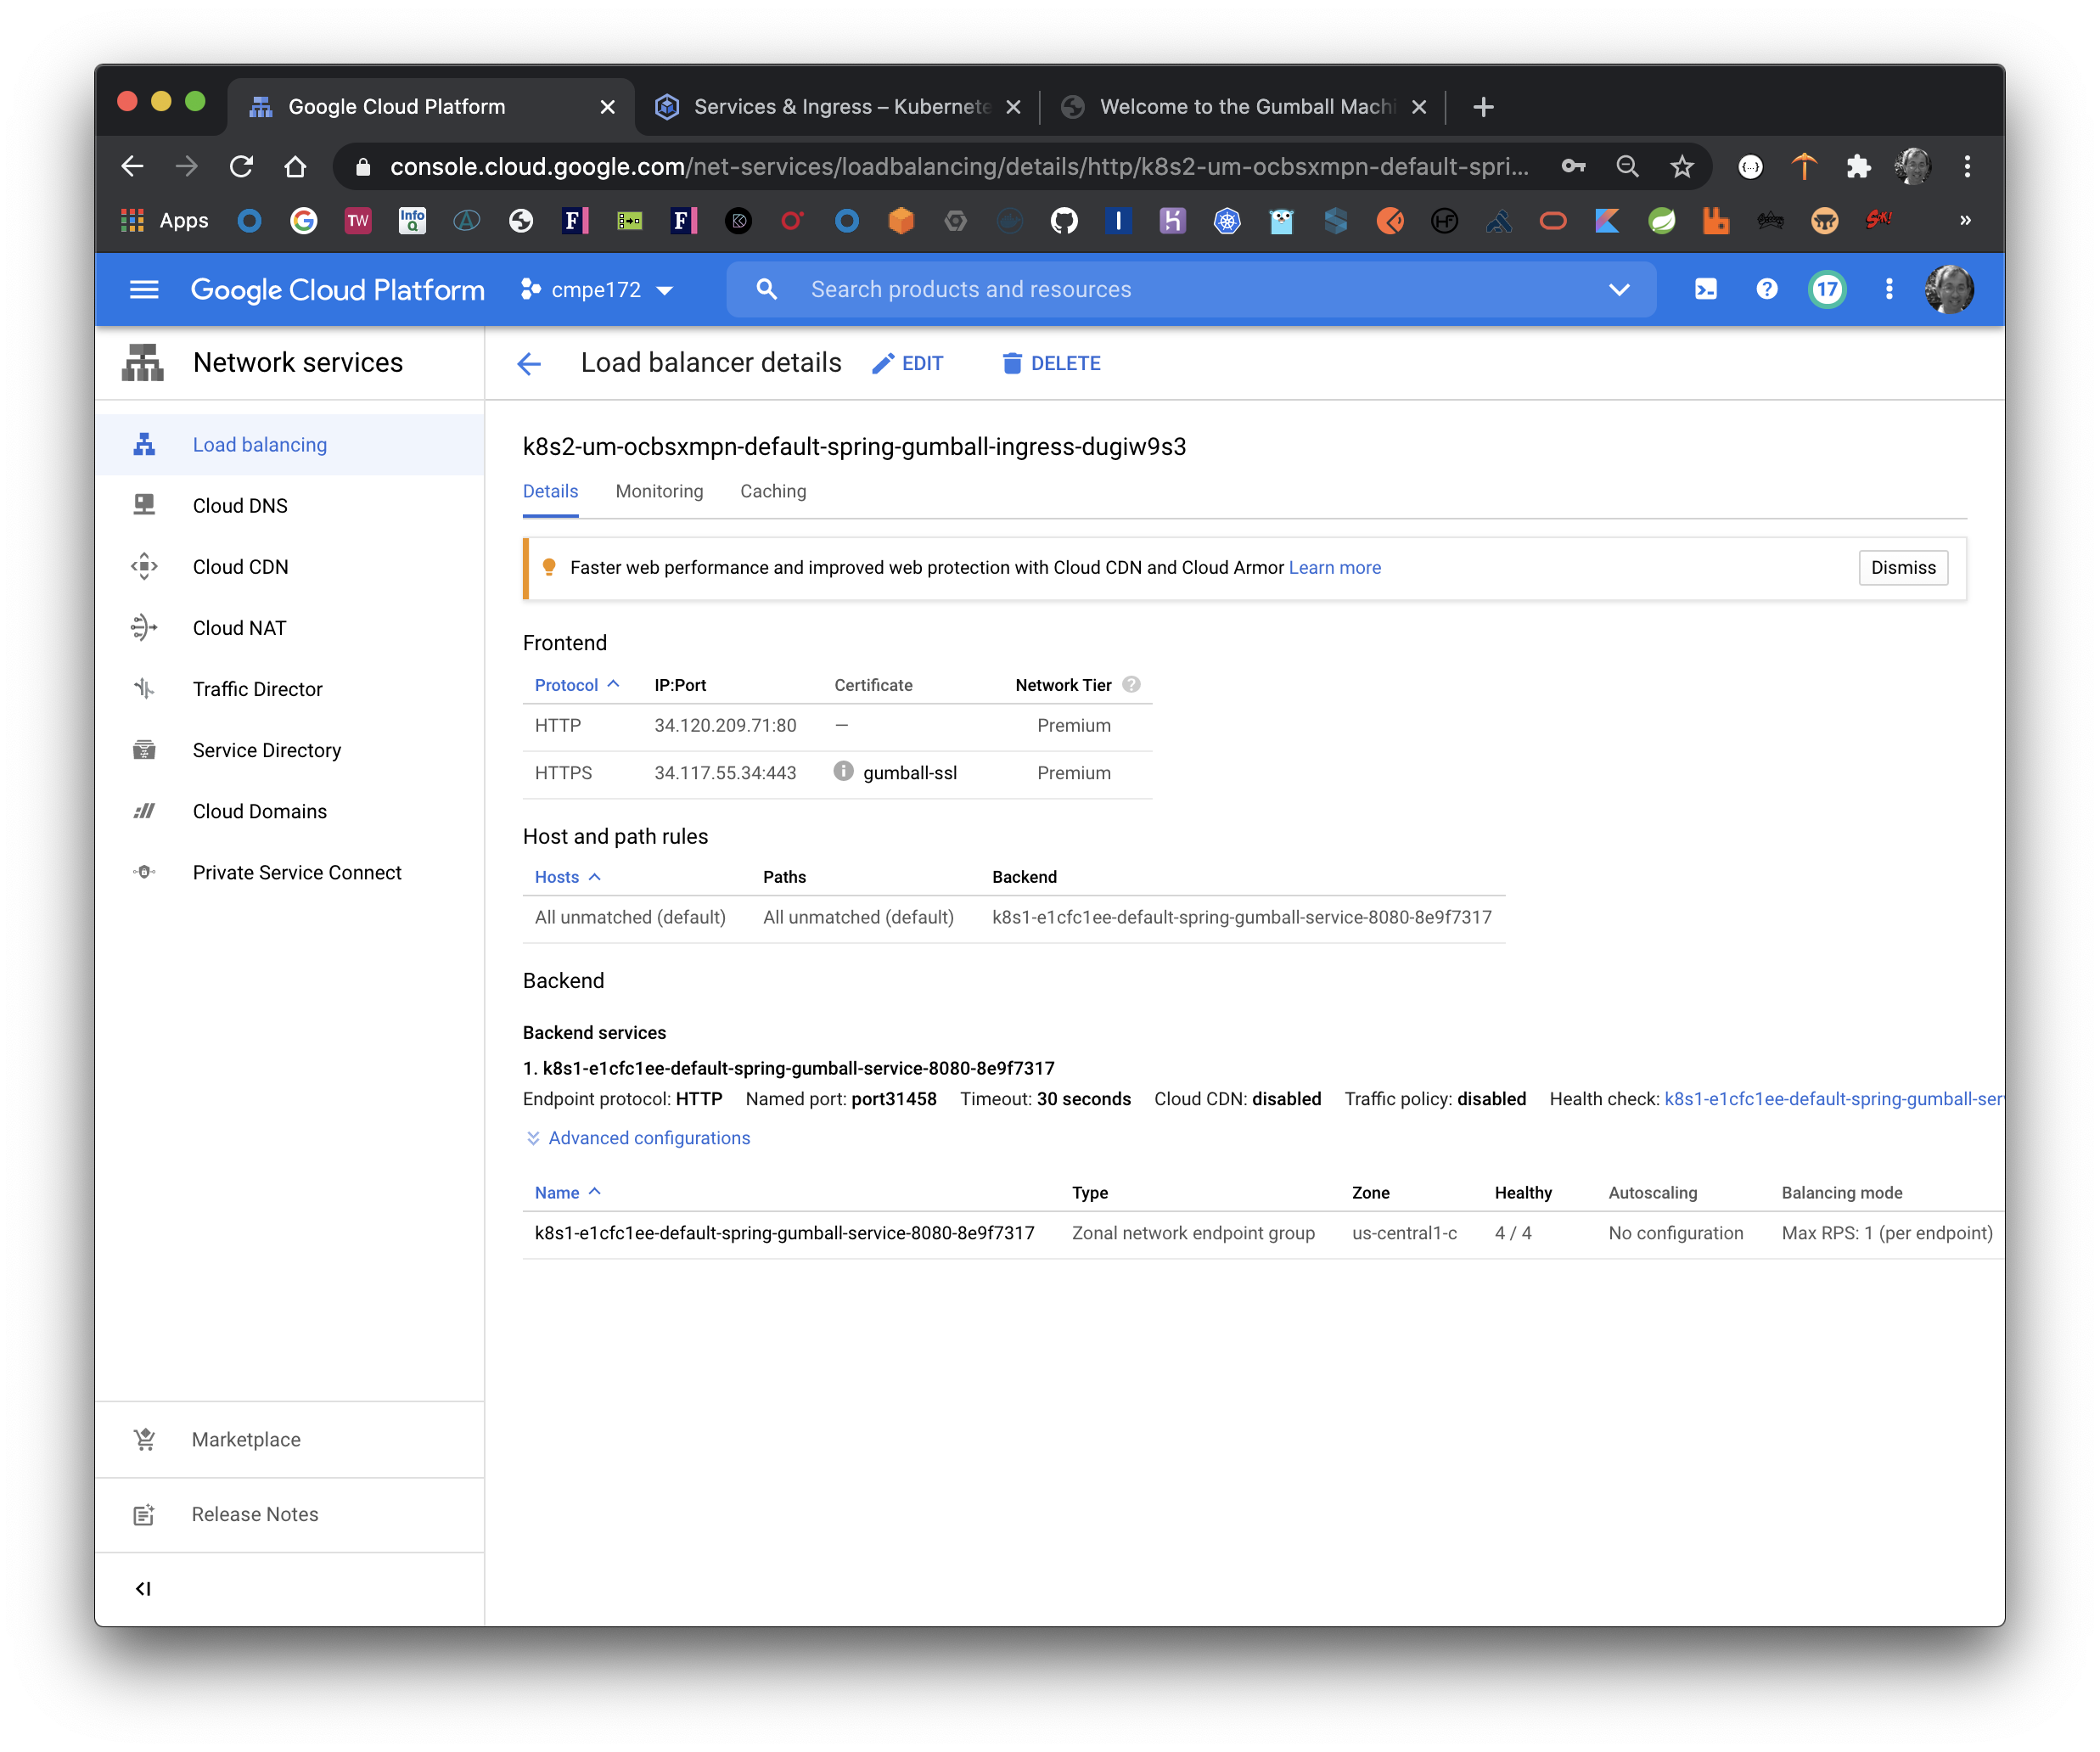 Google Cloud Platform
Services & Ingress – Kubernete
Welcome to the Gumball Machi
console.cloud.google.com/net-services/loadbalancing/details/http/k8s2-um-ocbsxmpn-default-spri...
Apps
TW
Info Q
Google Cloud Platform
cmpe172
Search products and resources
17
Network services
Load balancer details
EDIT
DELETE
Load balancing
Cloud DNS
Cloud CDN
Cloud NAT
Traffic Director
Service Directory
Cloud Domains
Private Service Connect
Marketplace
Release Notes
k8s2-um-ocbsxmpn-default-spring-gumball-ingress-dugiw9s3
Details Monitoring Caching
Faster web performance and improved web protection with Cloud CDN and Cloud Armor Learn more
Dismiss
Frontend
Protocol IP:Port Certificate Network Tier
HTTP 34.120.209.71:80 — Premium
HTTPS 34.117.55.34:443 gumball-ssl Premium
Host and path rules
Hosts Paths Backend
All unmatched (default) All unmatched (default) k8s1-e1cfc1ee-default-spring-gumball-service-8080-8e9f7317
Backend
Backend services
1. k8s1-e1cfc1ee-default-spring-gumball-service-8080-8e9f7317
Endpoint protocol: HTTP Named port: port31458 Timeout: 30 seconds Cloud CDN: disabled Traffic policy: disabled Health check: k8s1-e1cfc1ee-default-spring-gumball-ser
Advanced configurations
Name Type Zone Healthy Autoscaling Balancing mode
k8s1-e1cfc1ee-default-spring-gumball-service-8080-8e9f7317 Zonal network endpoint group us-central1-c 4 / 4 No configuration Max RPS: 1 (per endpoint)